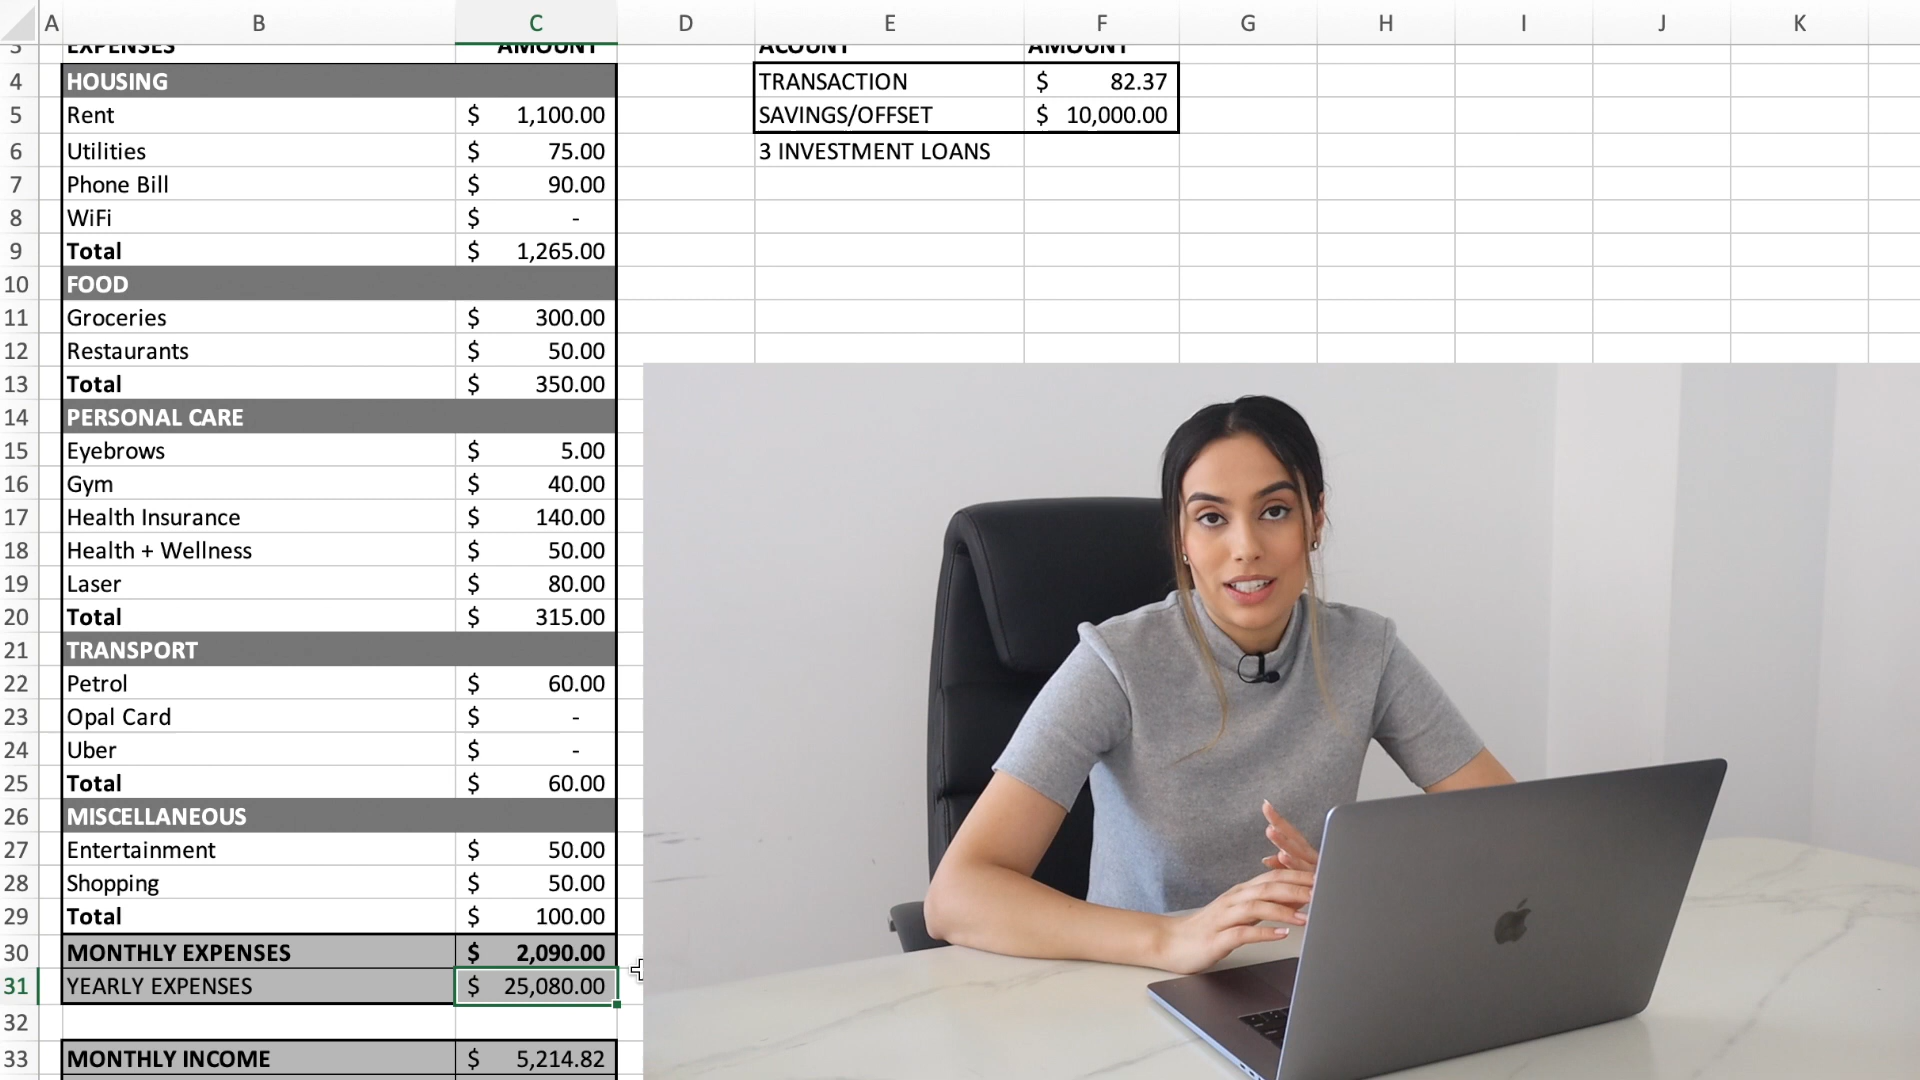 A B C D E F G H I J K
3 EXPENSES AMOUNT ACOUNT AMOUNT
4 HOUSING TRANSACTION $ 82.37
5 Rent $ 1,100.00 SAVINGS/OFFSET $ 10,000.00
6 Utilities $ 75.00 3 INVESTMENT LOANS
7 Phone Bill $ 90.00
8 WiFi $ -
9 Total $ 1,265.00
10 FOOD
11 Groceries $ 300.00
12 Restaurants $ 50.00
13 Total $ 350.00
14 PERSONAL CARE
15 Eyebrows $ 5.00
16 Gym $ 40.00
17 Health Insurance $ 140.00
18 Health + Wellness $ 50.00
19 Laser $ 80.00
20 Total $ 315.00
21 TRANSPORT
22 Petrol $ 60.00
23 Opal Card $ -
24 Uber $ -
25 Total $ 60.00
26 MISCELLANEOUS
27 Entertainment $ 50.00
28 Shopping $ 50.00
29 Total $ 100.00
30 MONTHLY EXPENSES $ 2,090.00
31 YEARLY EXPENSES $ 25,080.00
32
33 MONTHLY INCOME $ 5,214.82